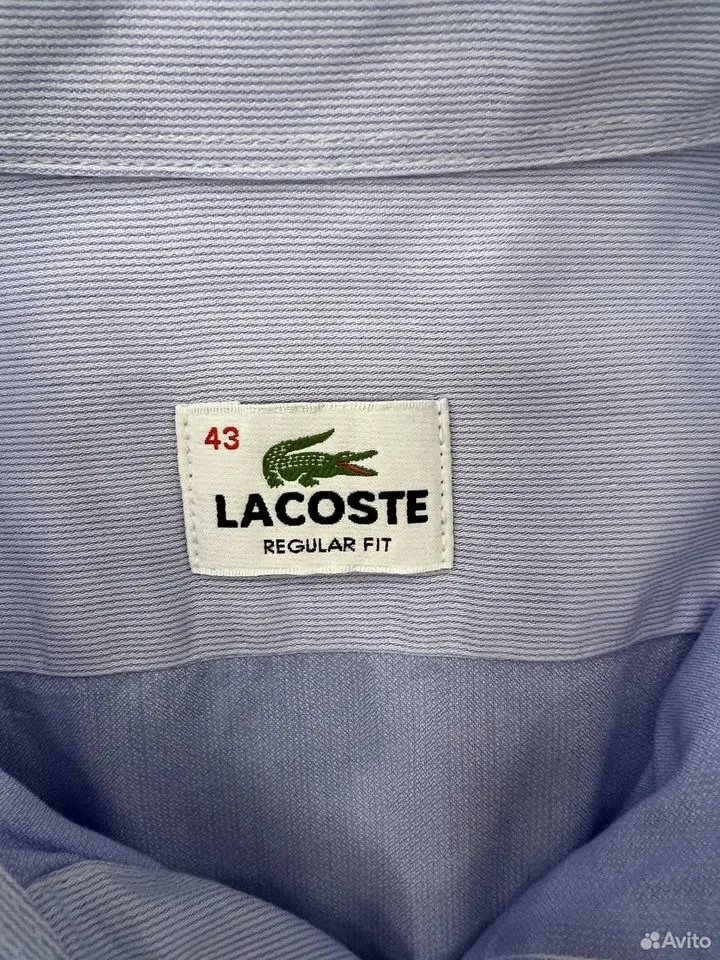 43
LACOSTE
REGULAR FIT
Avito